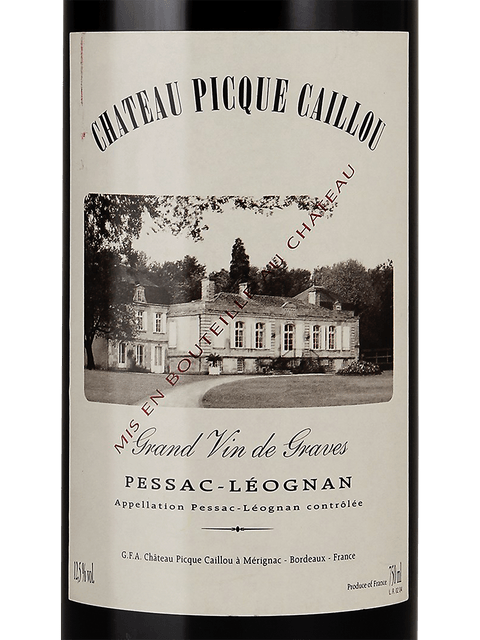 CHATEAU PICQUE CAILLOU
MIS EN BOUTEILLE AU CHATEAU
Grand Vin de Graves
PESSAC-LÉOGNAN
Appellation Pessac-Léognan contrôlée
G.F.A. Château Picque Caillou à Mérignac - Bordeaux - France
12,5 % vol.
Produce of France 750 ml